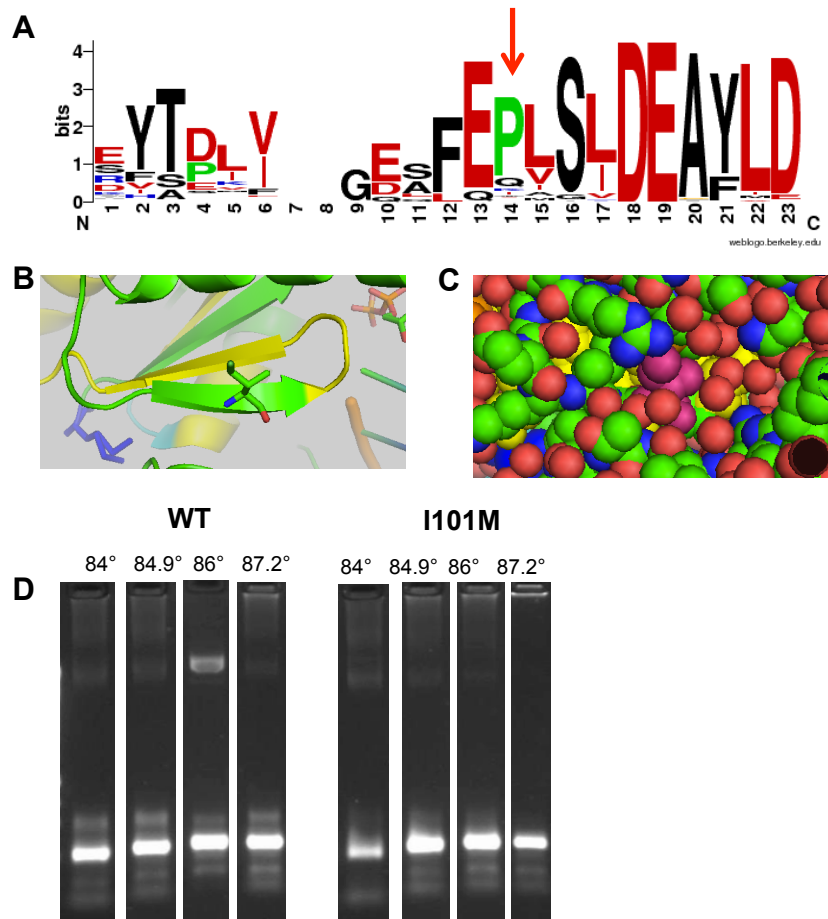 A
bits
4
3
2
1
0
EYTDLV GESFEPLSLDEAYLD
N 1 2 3 4 5 6 7 8 9 10 11 12 13 14 15 16 17 18 19 20 21 22 23 C
weblogo.berkeley.edu
B C
WT I101M
84° 84.9° 86° 87.2° 84° 84.9° 86° 87.2°
D